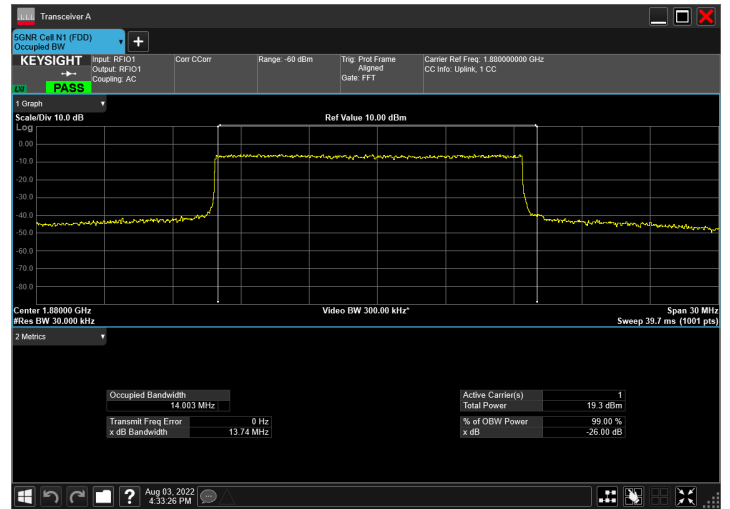 Transceiver A
5GNR Cell N1 (FDD)
Occupied BW
KEYSIGHT
LXI
PASS
Input: RFIO1
Output: RFIO1
Coupling: AC
Corr CCorr
Range: -60 dBm
Trig: Prot Frame
Aligned
Gate: FFT
Carrier Ref Freq: 1.880000000 GHz
CC Info: Uplink, 1 CC
1 Graph
Scale/Div 10.0 dB
Ref Value 10.00 dBm
Log
0.00
-10.0
-20.0
-30.0
-40.0
-50.0
-60.0
-70.0
-80.0
Center 1.88000 GHz
Video BW 300.00 kHz*
Span 30 MHz
#Res BW 30.000 kHz
Sweep 39.7 ms (1001 pts)
2 Metrics
Occupied Bandwidth
14.003 MHz
Transmit Freq Error 0 Hz
x dB Bandwidth 13.74 MHz
Active Carrier(s) 1
Total Power 19.3 dBm
% of OBW Power 99.00 %
x dB -26.00 dB
?
Aug 03, 2022
4:33:26 PM